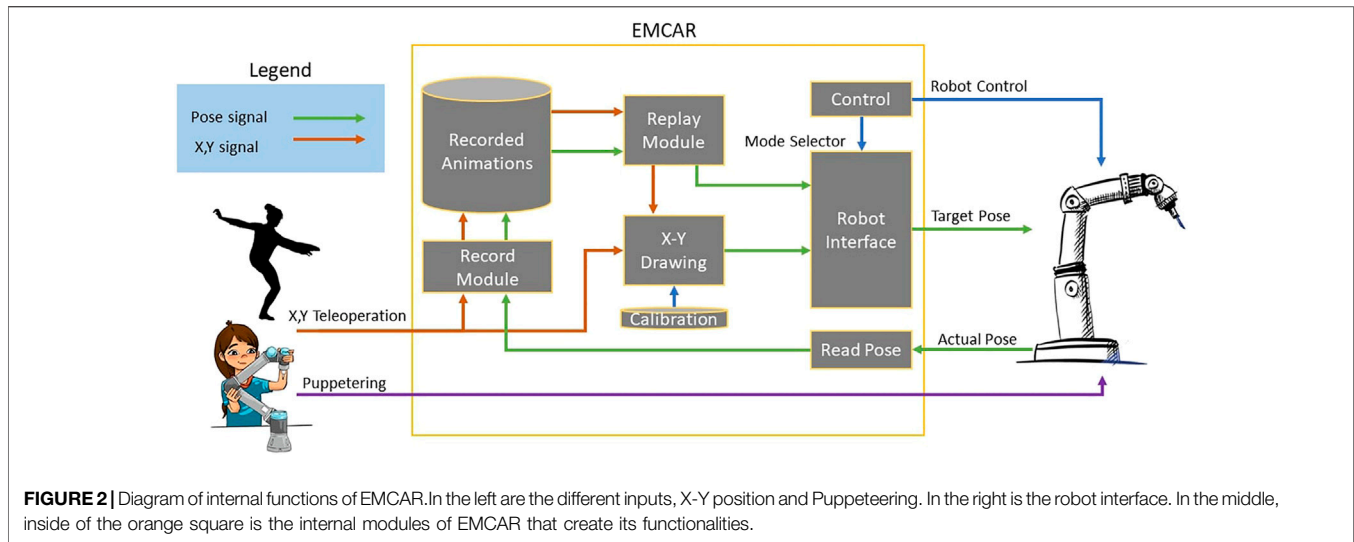 EMCAR
Legend
Pose signal
X,Y signal
Recorded
Animations
Replay
Module
Control
Robot Control
Mode Selector
Robot
Interface
Target Pose
X-Y
Drawing
Record
Module
X,Y Teleoperation
Calibration
Read Pose
Actual Pose
Puppetering
FIGURE 2 | Diagram of internal functions of EMCAR.In the left are the different inputs, X-Y position and Puppeteering. In the right is the robot interface. In the middle,
inside of the orange square is the internal modules of EMCAR that create its functionalities.